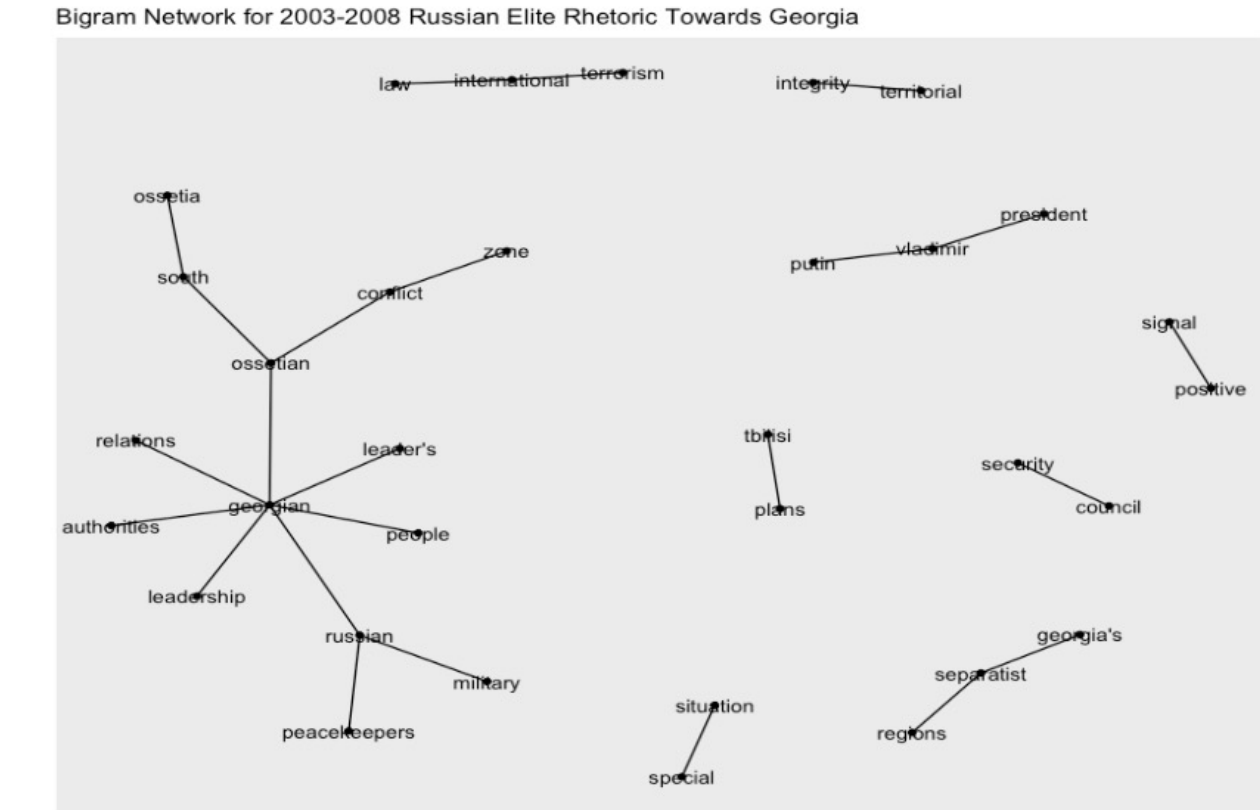 Bigram Network for 2003-2008 Russian Elite Rhetoric Towards Georgia
law international terrorism
integrity territorial
ossetia
president
zone
vladimir
putin
south
conflict
signal
ossetian
positive
relations
leader's
tbilisi
security
georgian
plans
council
authorities
people
leadership
russian
georgia's
separatist
military
situation
peacekeepers
regions
special